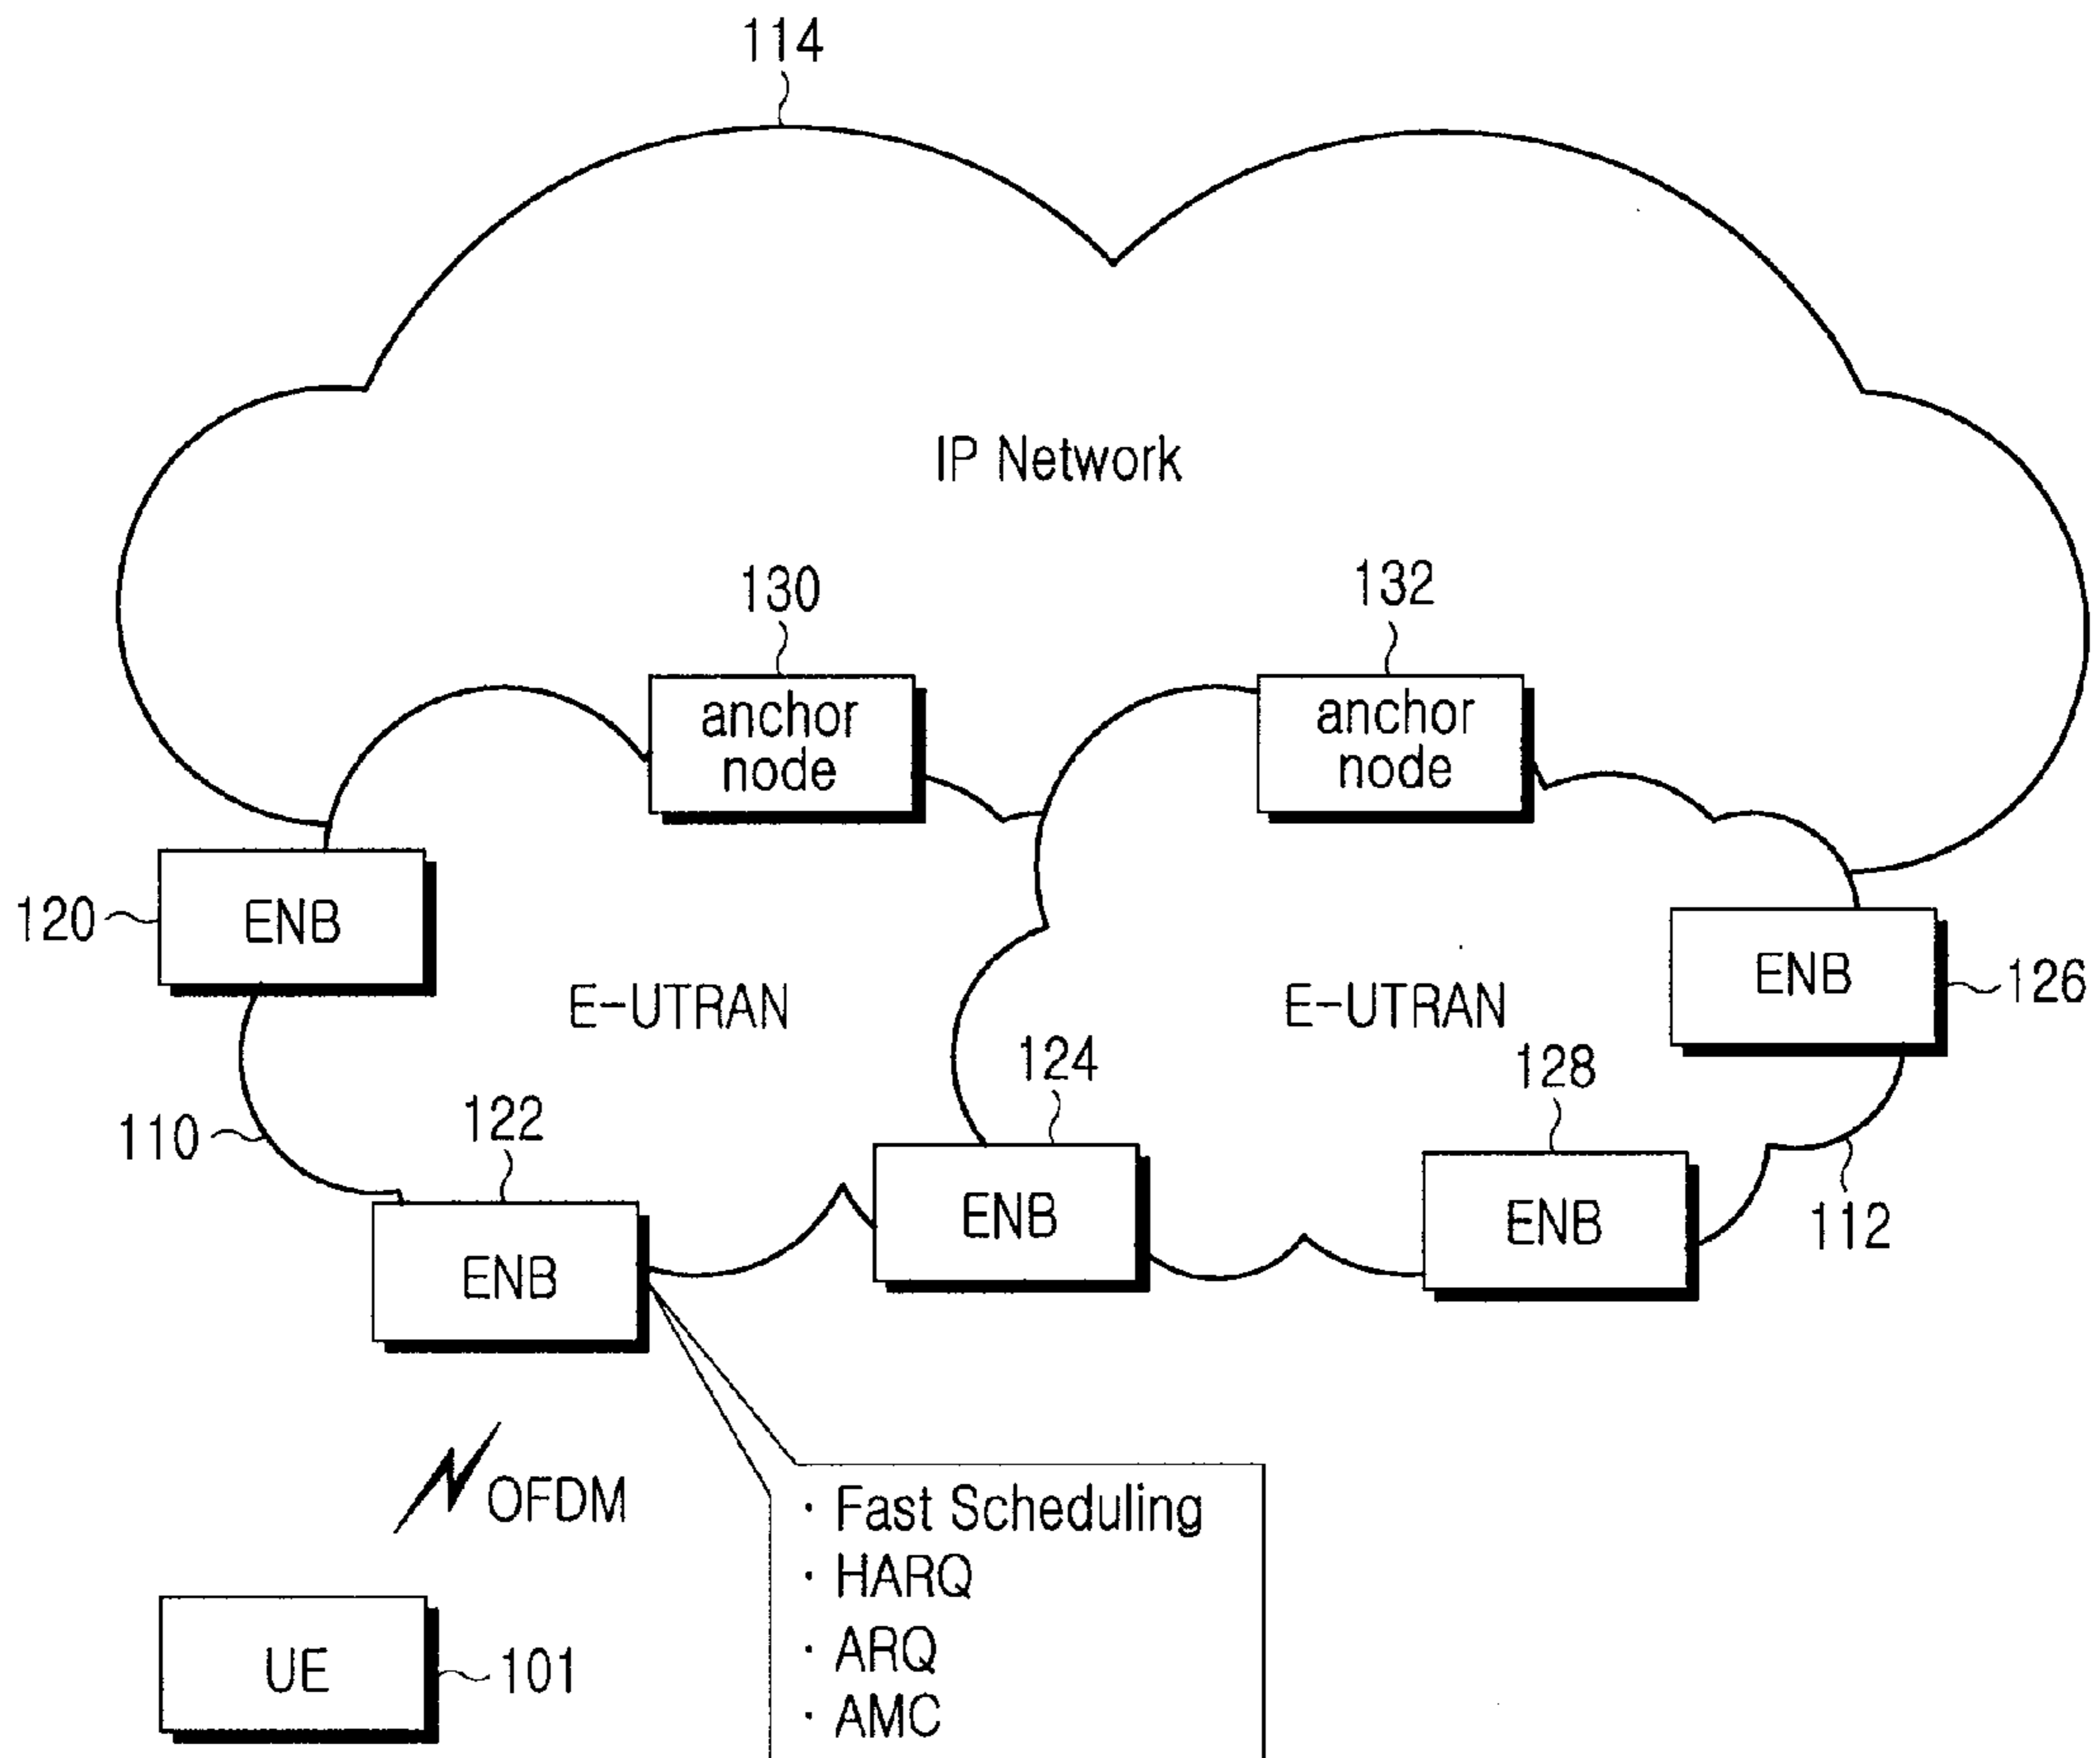 114
IP Network
130
132
anchor
node
anchor
node
120
ENB
E-UTRAN
E-UTRAN
ENB
126
124
128
110
122
ENB
ENB
112
ENB
OFDM
· Fast Scheduling
· HARQ
· ARQ
· AMC
UE
101